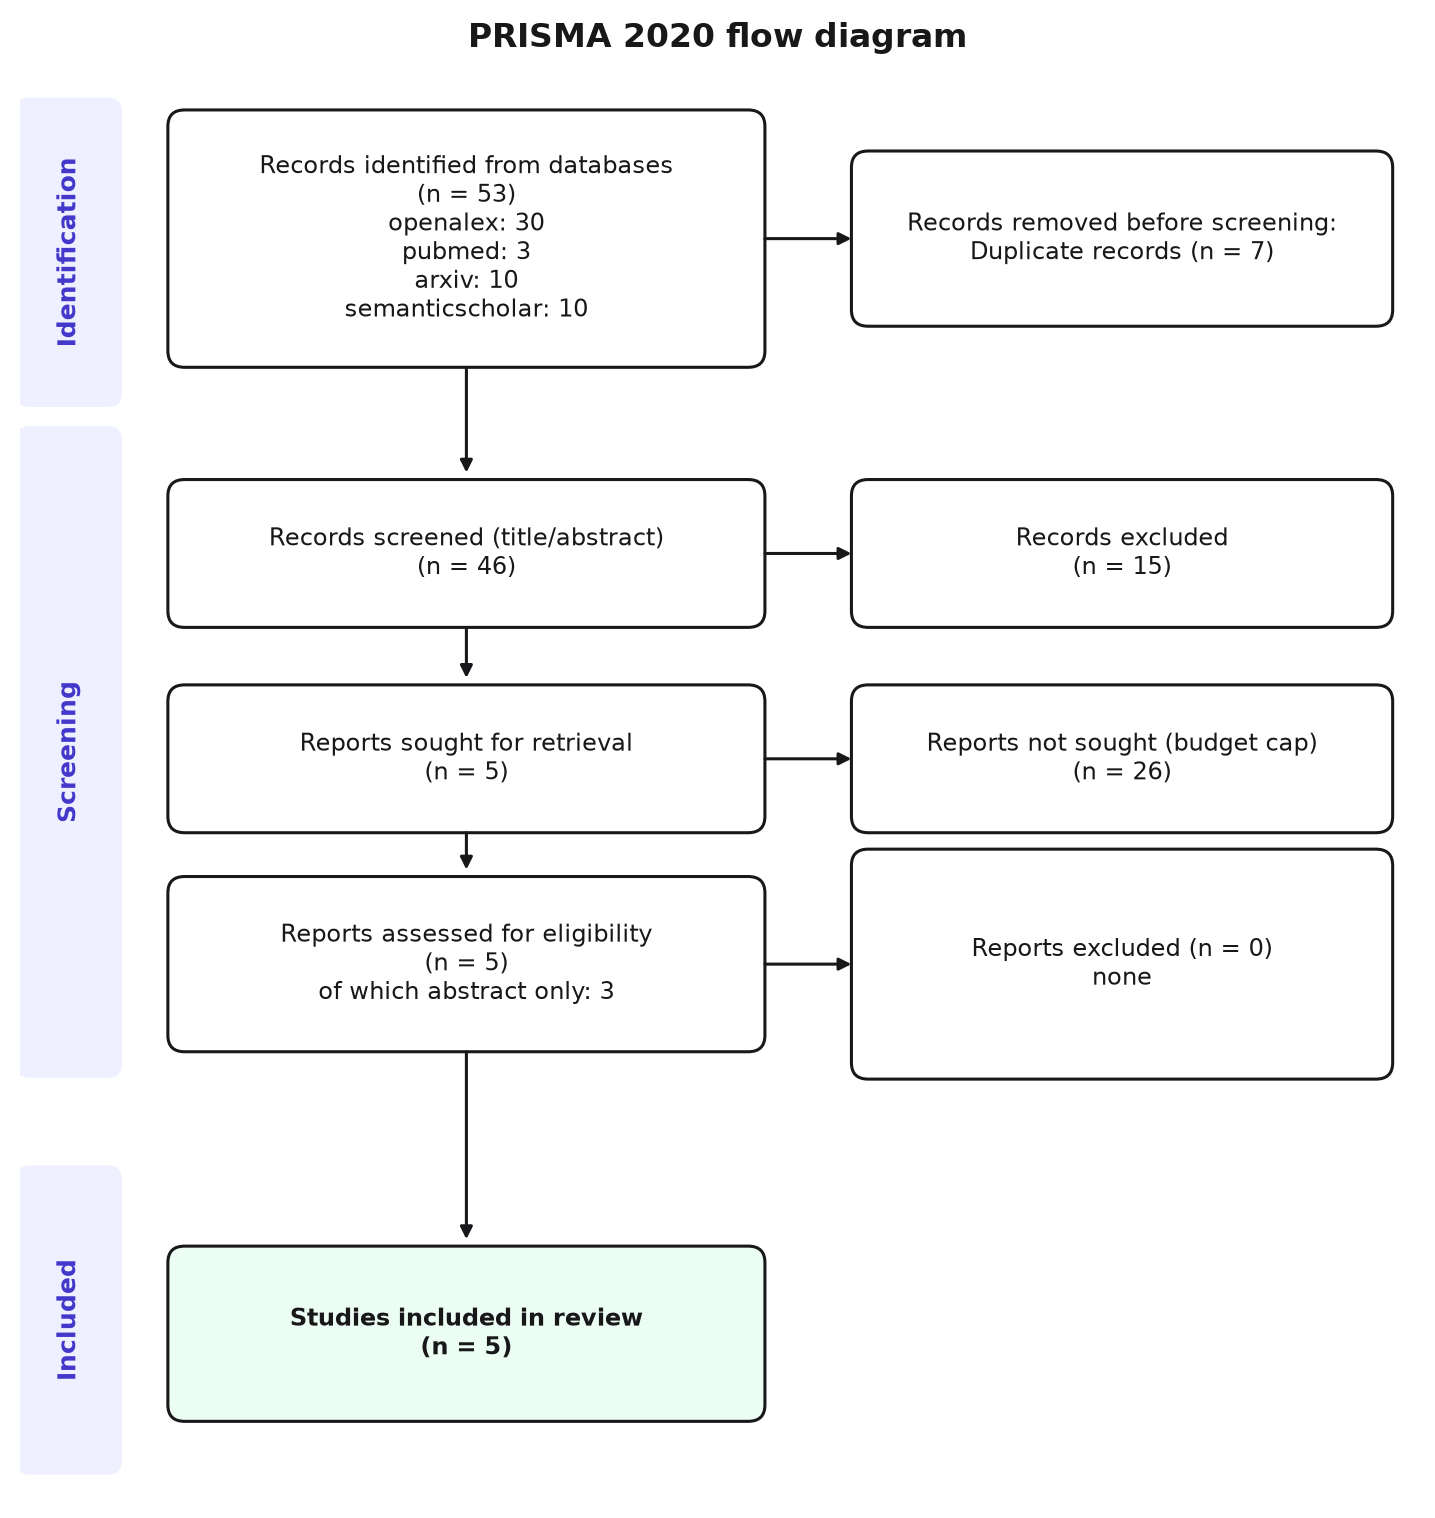 PRISMA 2020 flow diagram
Identification
Records identified from databases
(n = 53)
openalex: 30
pubmed: 3
arxiv: 10
semanticscholar: 10
Records removed before screening:
Duplicate records (n = 7)
Screening
Records screened (title/abstract)
(n = 46)
Records excluded
(n = 15)
Reports sought for retrieval
(n = 5)
Reports not sought (budget cap)
(n = 26)
Reports assessed for eligibility
(n = 5)
of which abstract only: 3
Reports excluded (n = 0)
none
Included
Studies included in review
(n = 5)